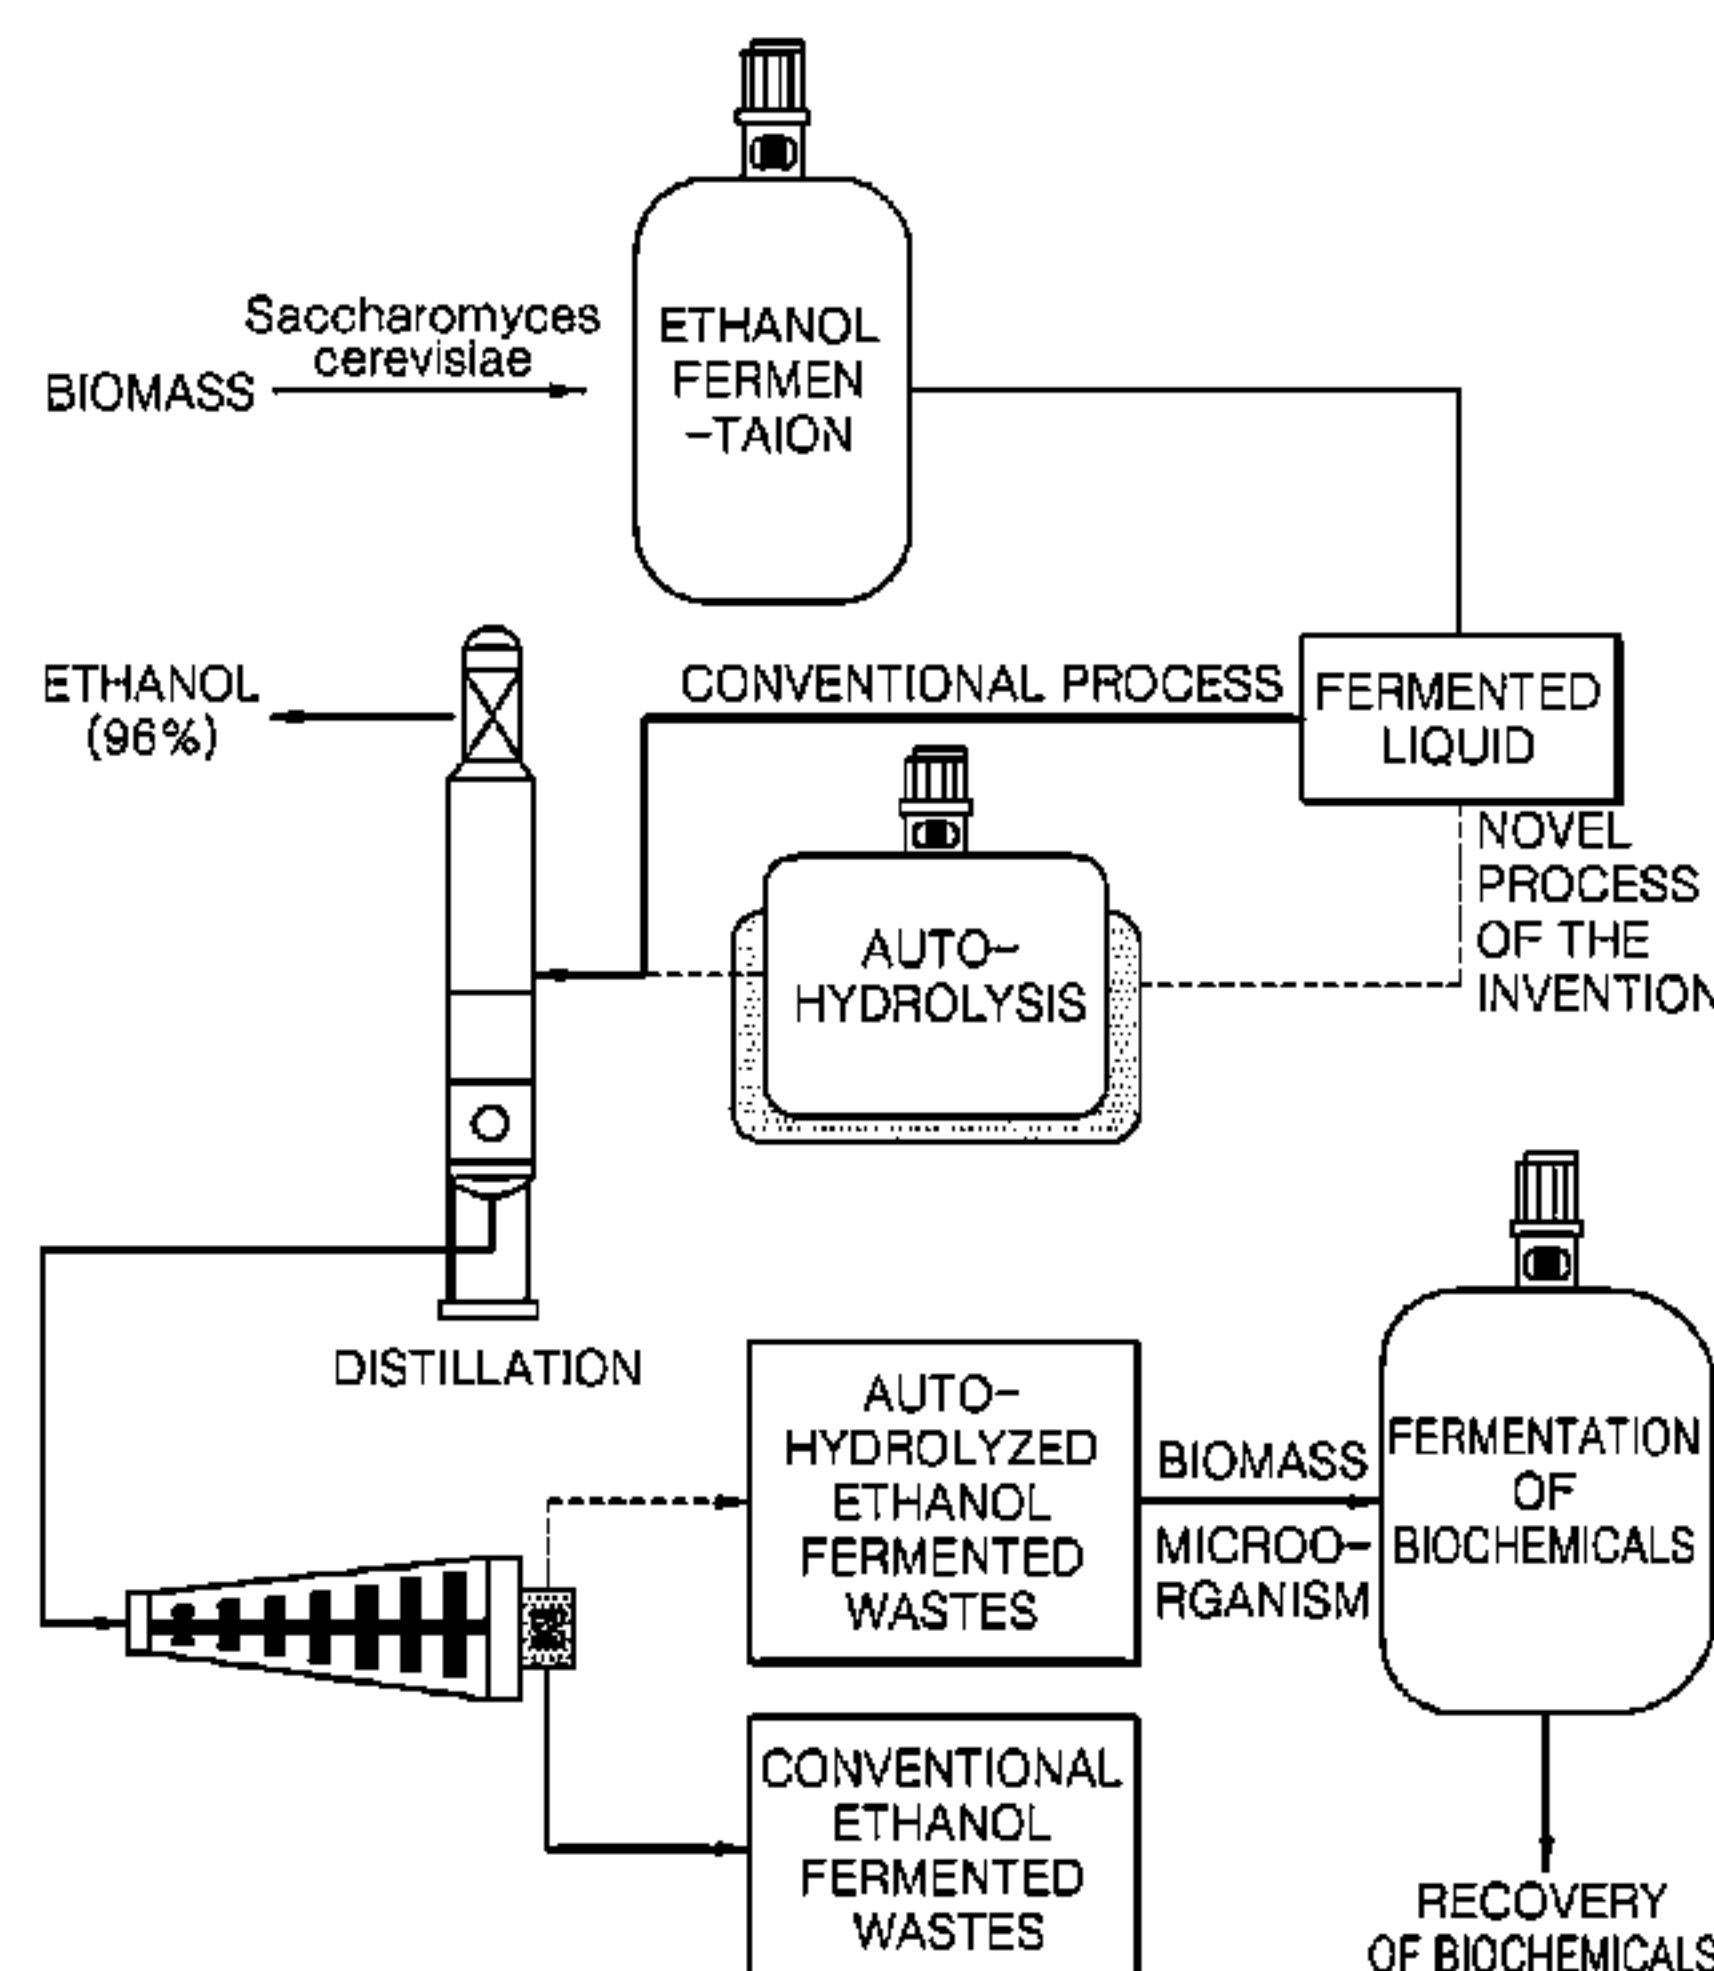 Saccharomyces
cerevisiae
BIOMASS
ETHANOL
FERMEN
-TAION
ETHANOL
(96%)
CONVENTIONAL PROCESS
FERMENTED
LIQUID
NOVEL
PROCESS
OF THE
INVENTION
AUTO-
HYDROLYSIS
DISTILLATION
AUTO-
HYDROLYZED
ETHANOL
FERMENTED
WASTES
BIOMASS
MICROO-
RGANISM
FERMENTATION
OF
BIOCHEMICALS
CONVENTIONAL
ETHANOL
FERMENTED
WASTES
RECOVERY
OF BIOCHEMICALS